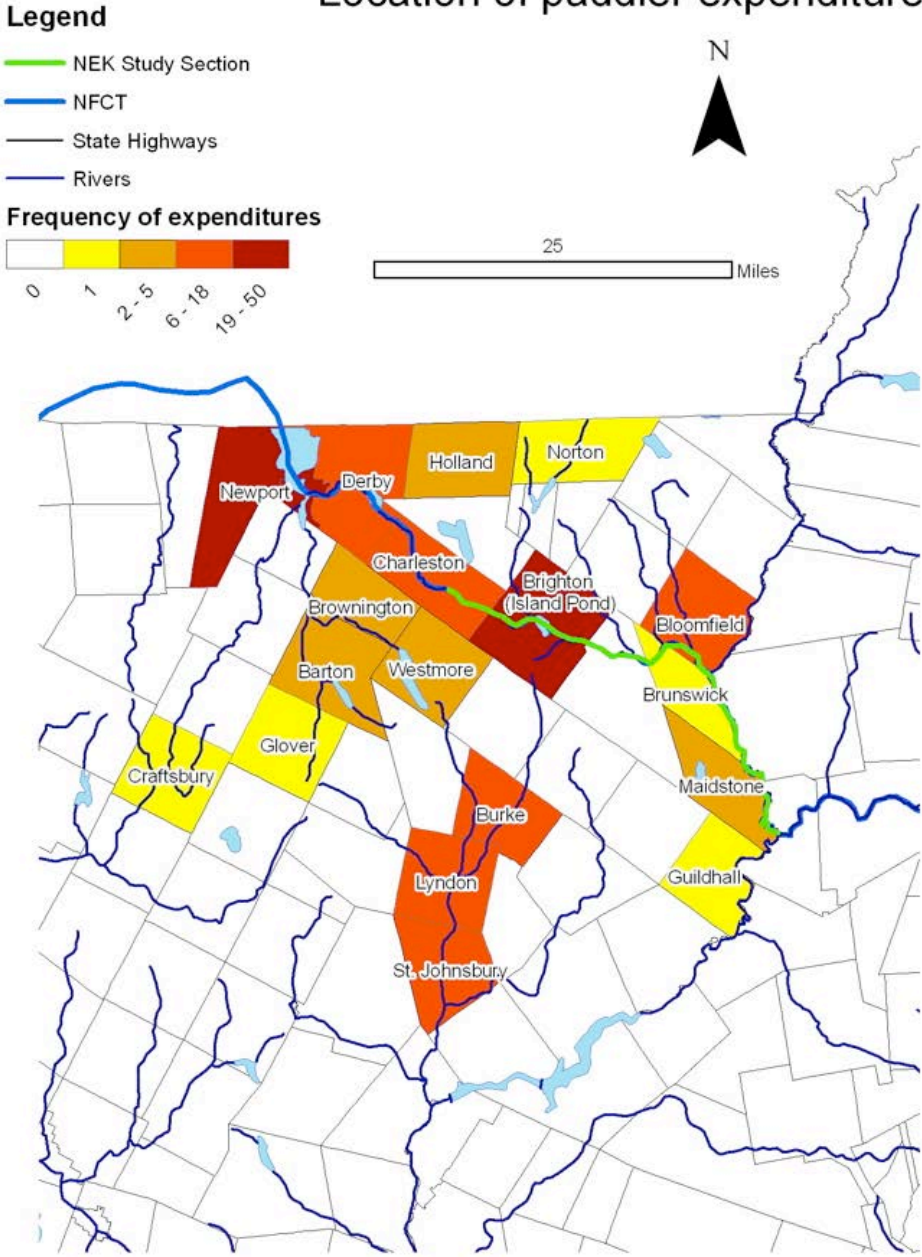 Location of paddler expenditure
Legend
NEK Study Section
NFCT
State Highways
Rivers
Frequency of expenditures
0
1
2 - 5
6 - 18
19 - 50
N
25
Miles
Holland
Norton
Derby
Newport
Charleston
Brighton
(Island Pond)
Brownington
Bloomfield
Barton
Westmore
Brunswick
Glover
Craftsbury
Maidstone
Burke
Guildhall
Lyndon
St. Johnsbury